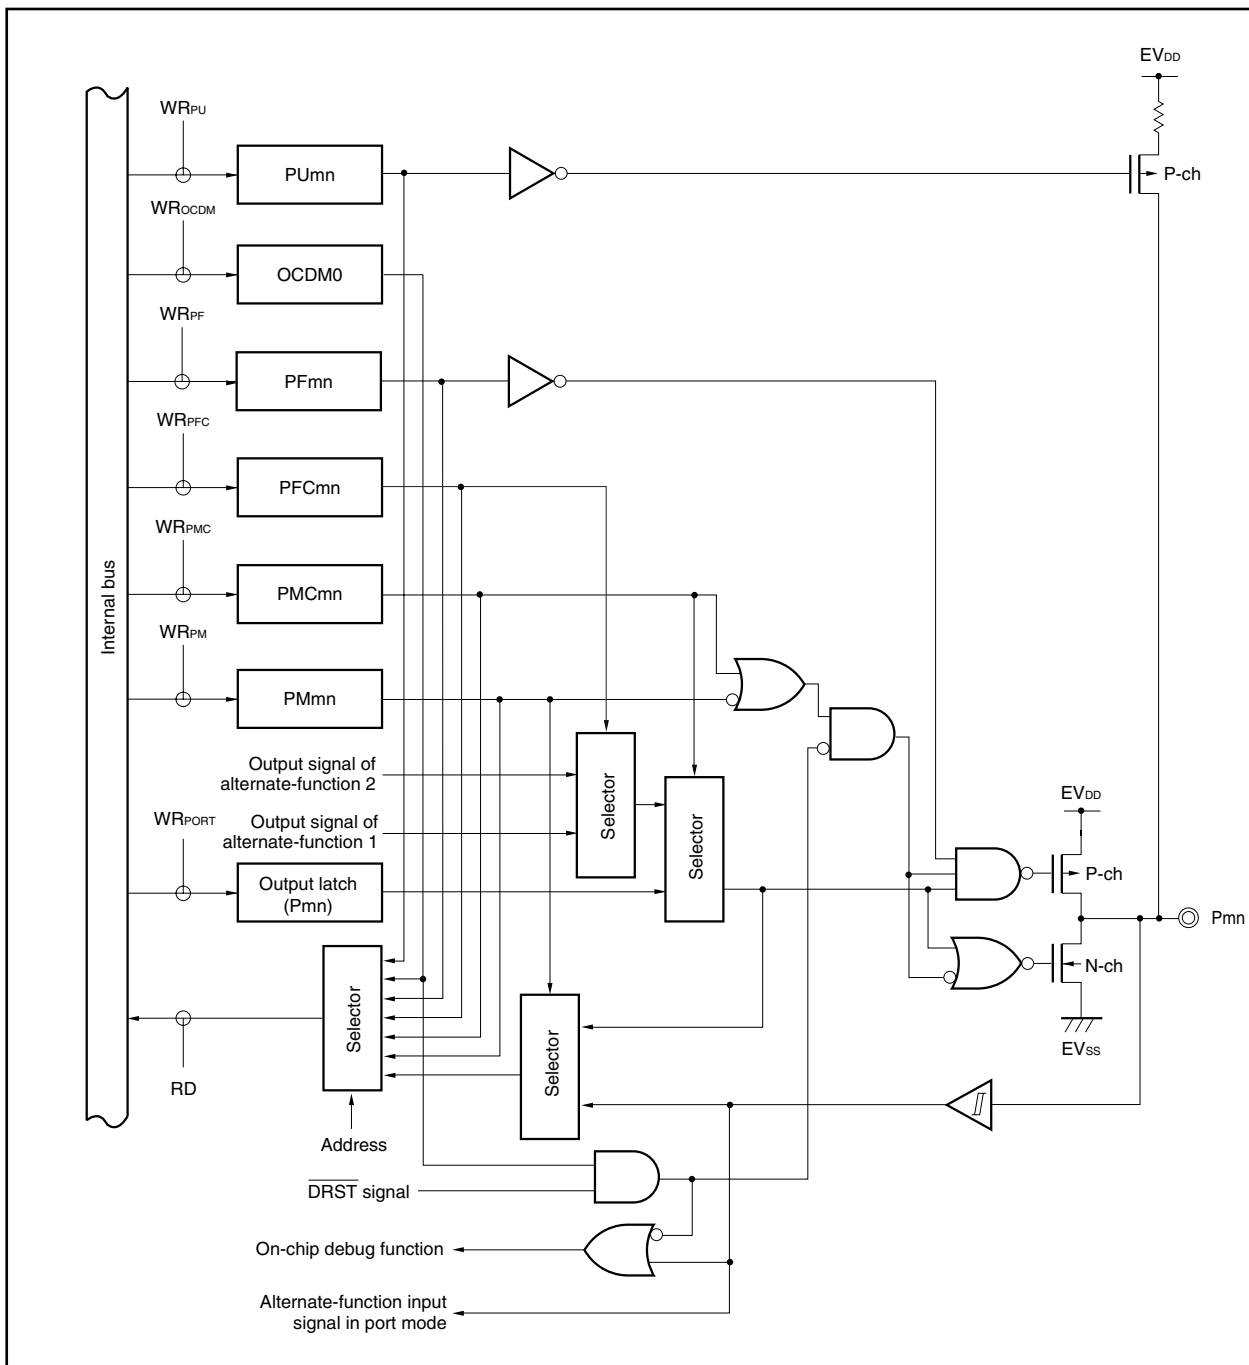 EVDD
WRPU
PUmn
P-ch
WROCDM
OCDM0
WRPF
PFmn
WRPFC
PFCmn
WRPMC
Internal bus
PMCmn
WRPM
PMmn
Output signal of
alternate-function 2
Selector
Selector
EVDD
WRPORT
Output signal of
alternate-function 1
Output latch
(Pmn)
P-ch
Pmn
N-ch
Selector
Selector
EVSS
RD
Address
DRST signal
On-chip debug function
Alternate-function input
signal in port mode